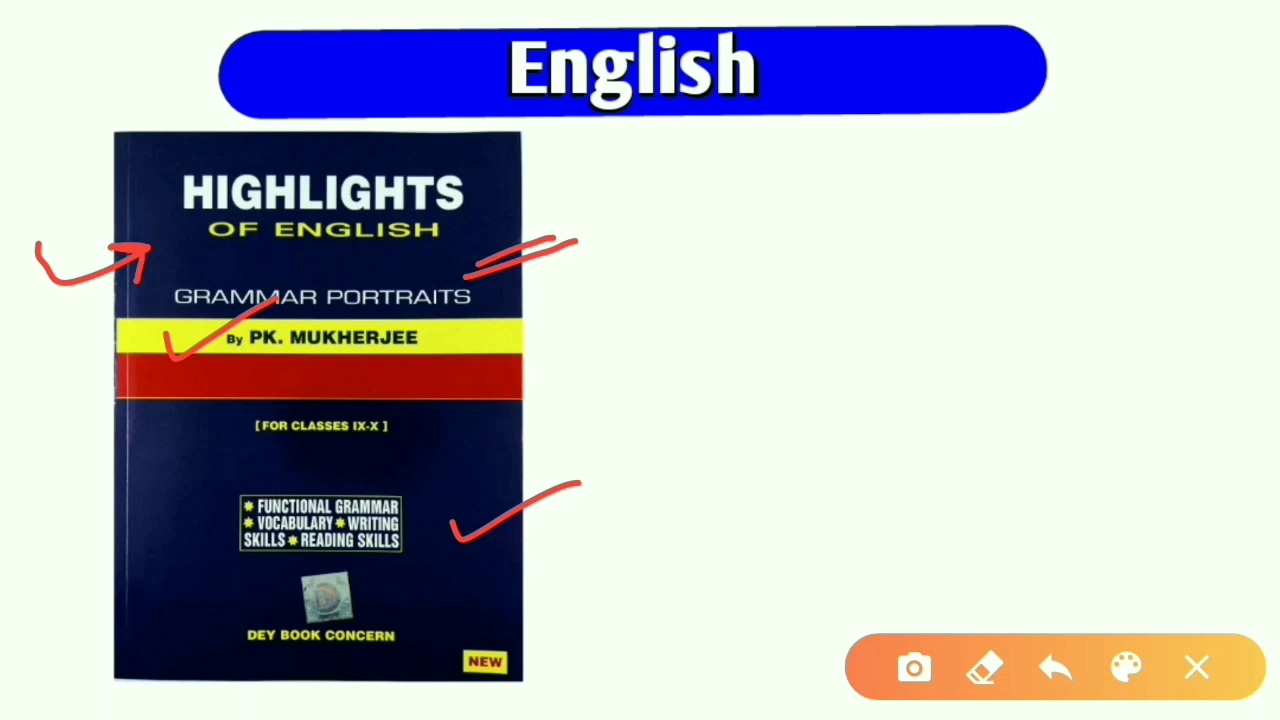 English
HIGHLIGHTS
OF ENGLISH
GRAMMAR PORTRAITS
By PK. MUKHERJEE
[ FOR CLASSES IX-X ]
FUNCTIONAL GRAMMAR
VOCABULARY WRITING
SKILLS READING SKILLS
DEY BOOK CONCERN
NEW